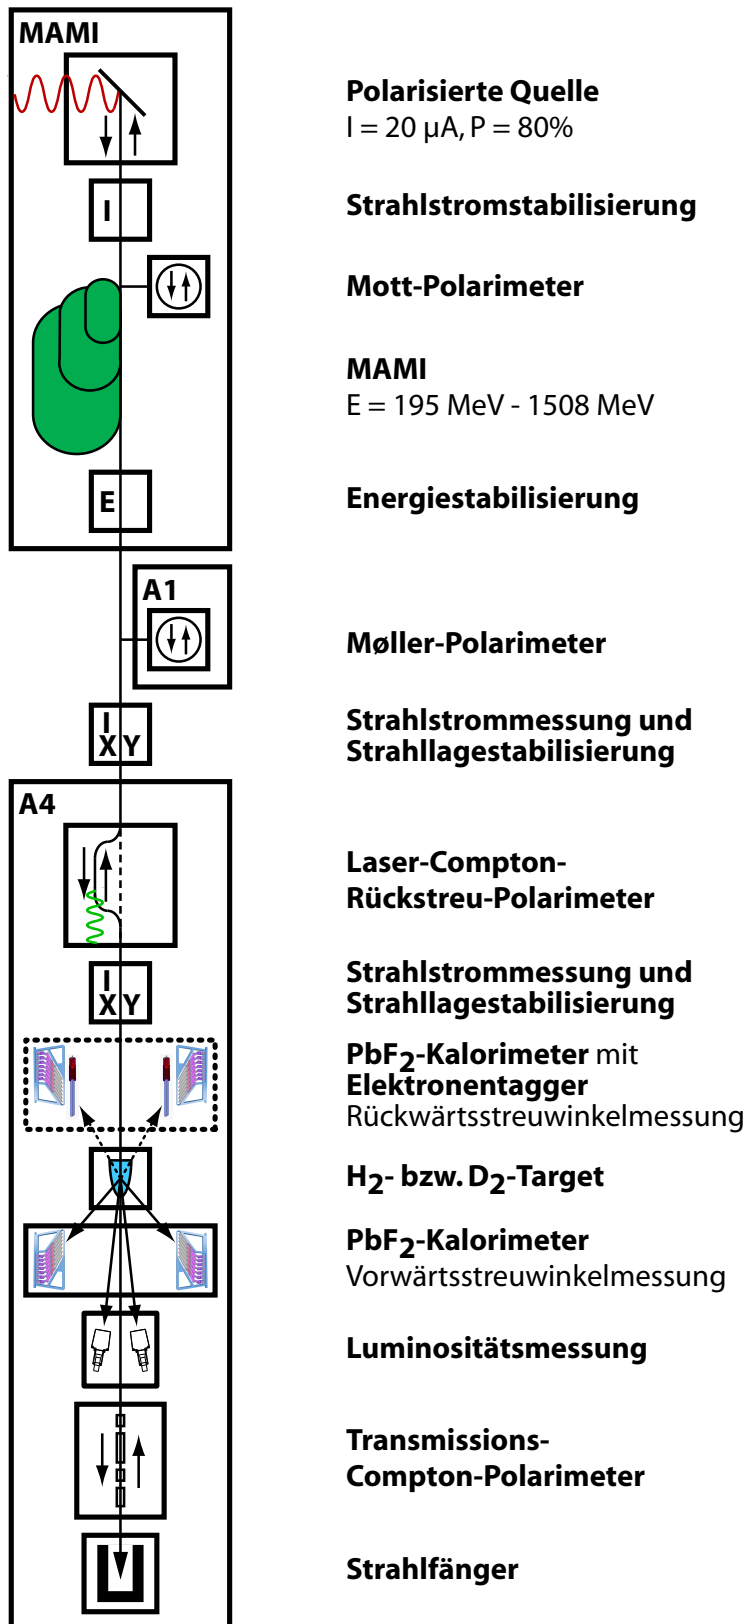 MAMI
Polarisierte Quelle
I = 20 µA, P = 80%
I
Strahlstromstabilisierung
Mott-Polarimeter
MAMI
E = 195 MeV - 1508 MeV
E
Energiestabilisierung
A1
Møller-Polarimeter
I
X Y
Strahlstrommessung und
Strahllagestabilisierung
A4
Laser-Compton-
Rückstreu-Polarimeter
I
X Y
Strahlstrommessung und
Strahllagestabilisierung
PbF2-Kalorimeter mit
Elektronentagger
Rückwärtsstreuwinkelmessung
H2- bzw. D2-Target
PbF2-Kalorimeter
Vorwärtsstreuwinkelmessung
Luminositätsmessung
Transmissions-
Compton-Polarimeter
Strahlfänger